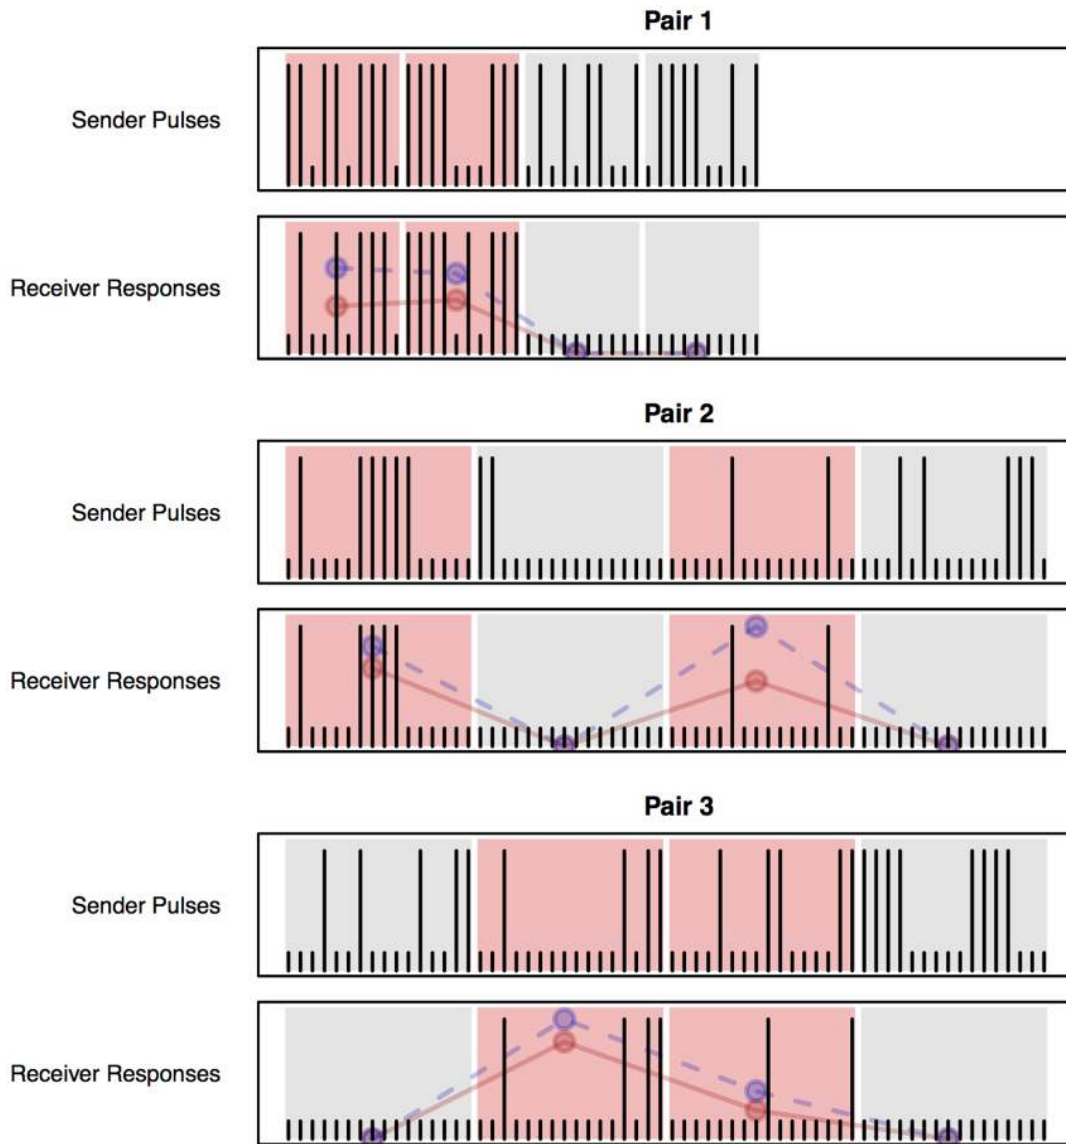 Pair 1
Sender Pulses
Receiver Responses
Pair 2
Sender Pulses
Receiver Responses
Pair 3
Sender Pulses
Receiver Responses